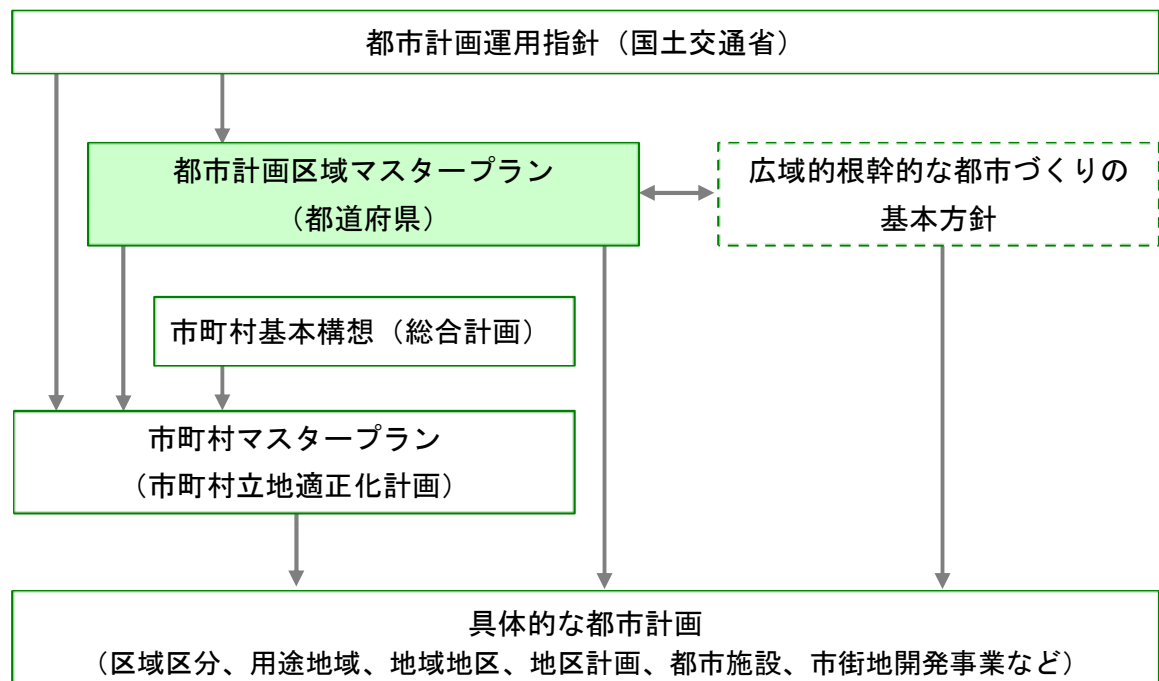 都市計画運用指針（国土交通省）
都市計画区域マスタープラン
（都道府県）
広域的根幹的な都市づくりの
基本方針
市町村基本構想（総合計画）
市町村マスタープラン
（市町村立地適正化計画）
具体的な都市計画
（区域区分、用途地域、地域地区、地区計画、都市施設、市街地開発事業など）